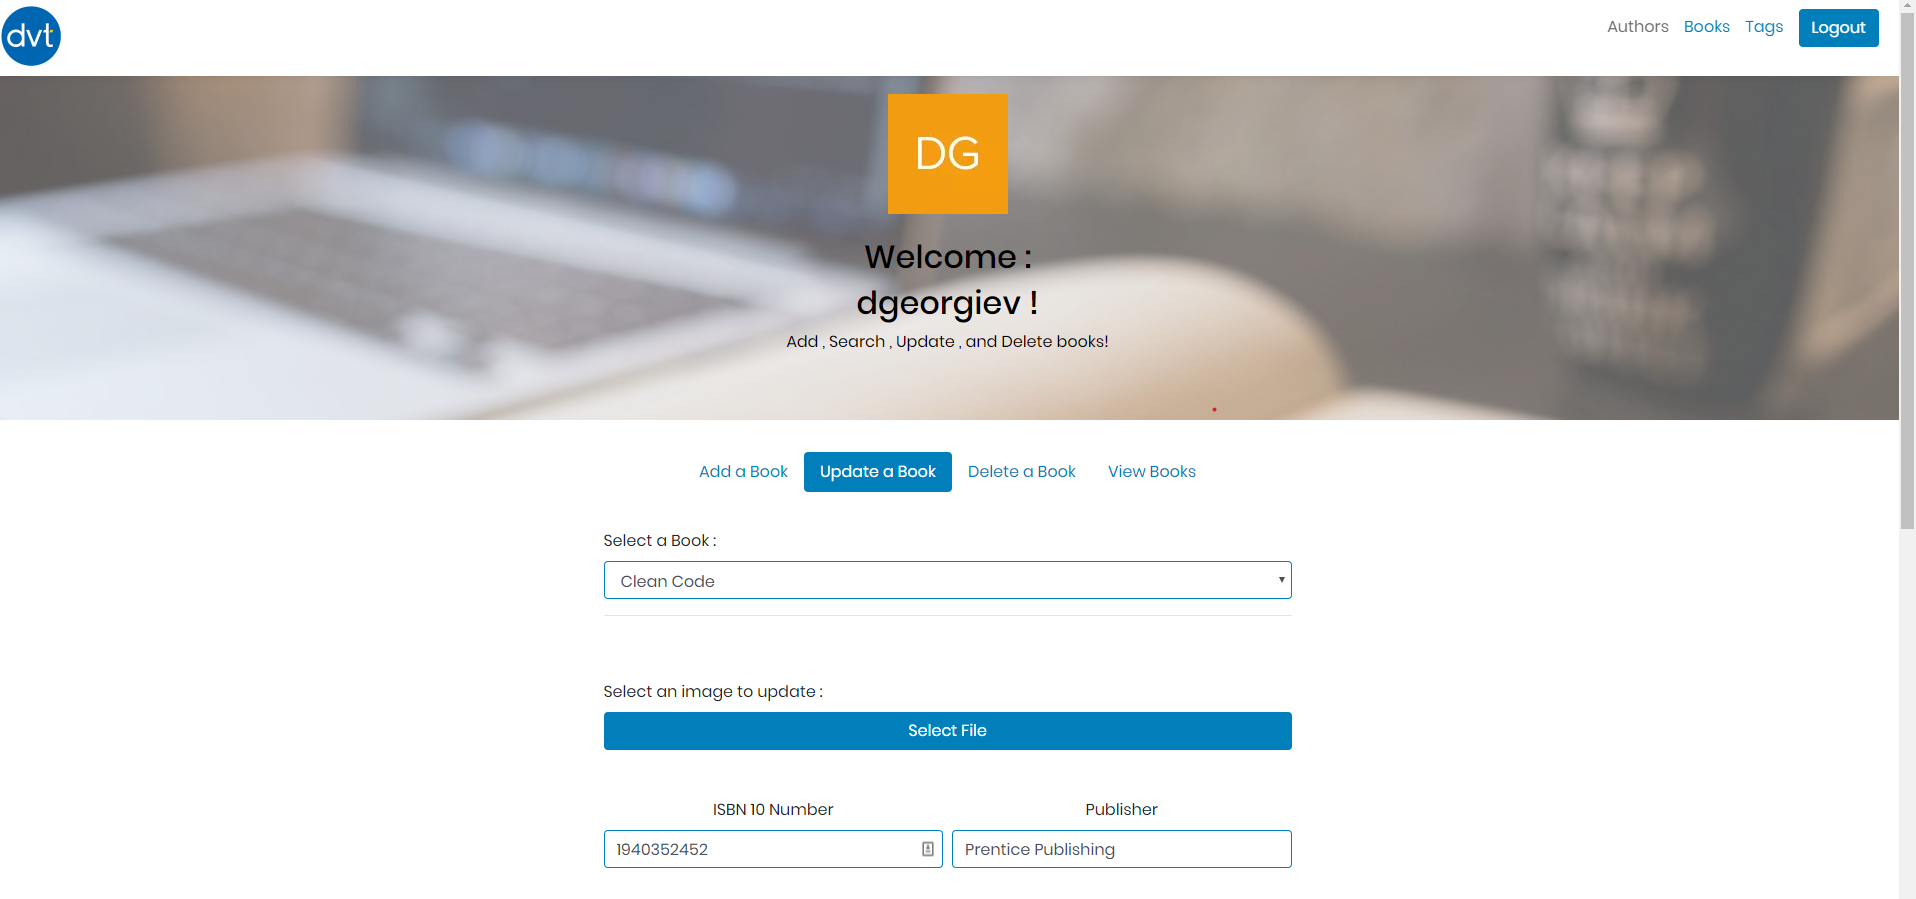 dvt
Authors Books Tags Logout
DG
Welcome :
dgeorgiev !
Add , Search , Update , and Delete books!
Add a Book Update a Book Delete a Book View Books
Select a Book :
Clean Code
Select an image to update :
Select File
ISBN 10 Number Publisher
1940352452 Prentice Publishing